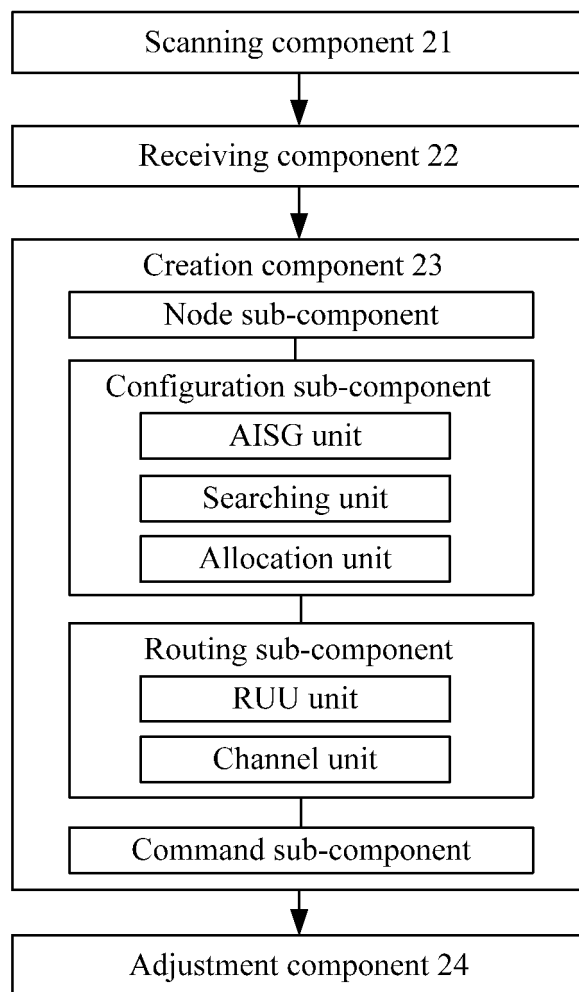 Scanning component 21
Receiving component 22
Creation component 23
Node sub-component
Configuration sub-component
AISG unit
Searching unit
Allocation unit
Routing sub-component
RUU unit
Channel unit
Command sub-component
Adjustment component 24